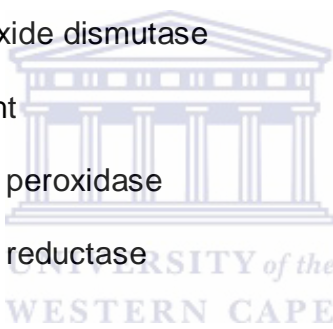 xide dismutase
nt
peroxidase
reductase
UNIVERSITY of the
WESTERN CAPE